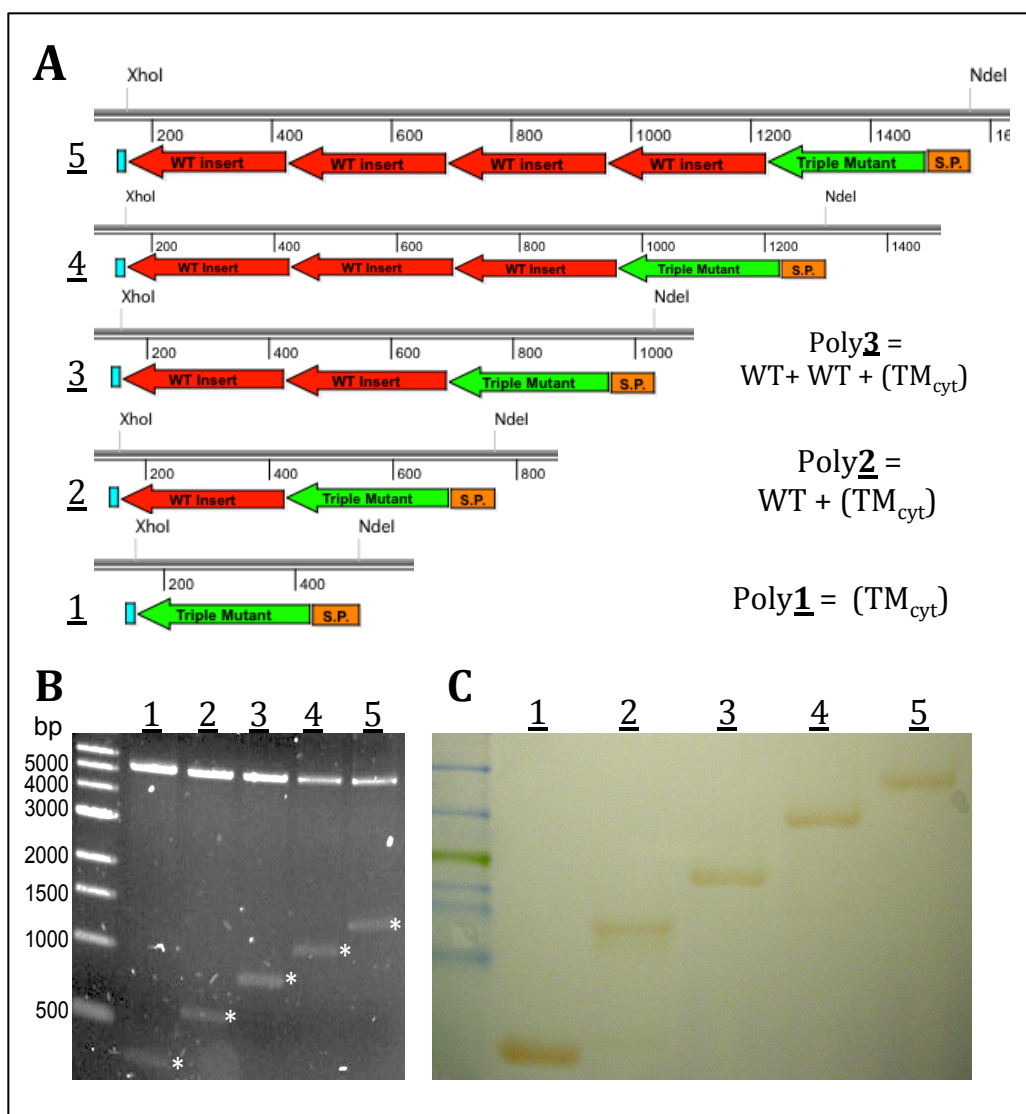 A
XhoI NdeI
200 400 600 800 1000 1200 1400 16
5 WT insert WT insert WT insert WT insert Triple Mutant S.P.
XhoI NdeI
200 400 600 800 1000 1200 1400
4 WT Insert WT Insert WT Insert Triple Mutant S.P.
XhoI NdeI
200 400 600 800 1000
3 WT Insert WT Insert Triple Mutant S.P.
Poly3 =
WT+ WT + (TMcyt)
XhoI NdeI
200 400 600 800
2 WT Insert Triple Mutant S.P.
Poly2 =
WT + (TMcyt)
XhoI NdeI
200 400
1 Triple Mutant S.P.
Poly1 = (TMcyt)
B
bp 1 2 3 4 5
5000
4000
3000
2000
1500
1000
500
* * * * *
C
1 2 3 4 5